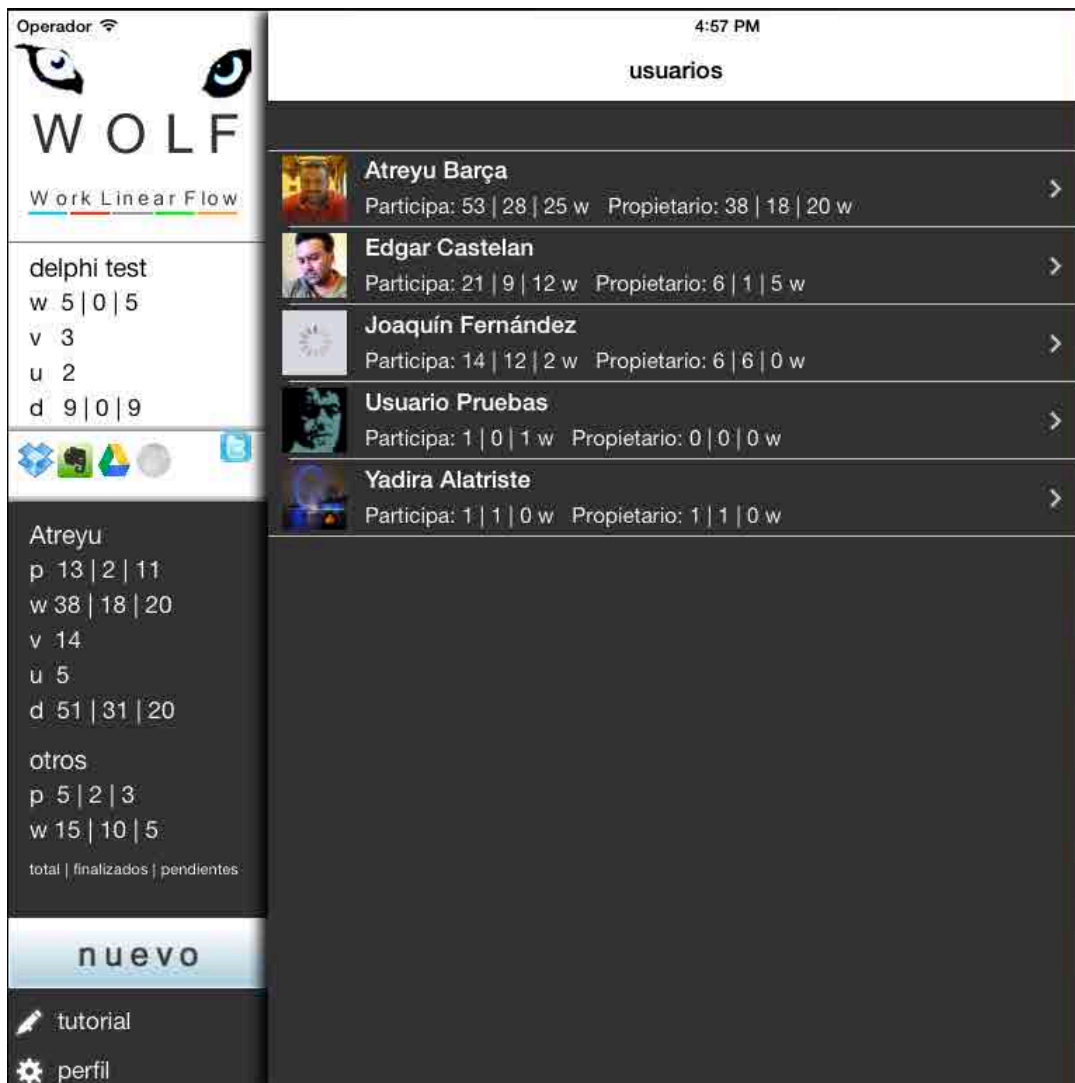 Operador
4:57 PM
WOLF
Work Linear Flow
delphi test
w 5 | 0 | 5
v 3
u 2
d 9 | 0 | 9
Atreyu
p 13 | 2 | 11
w 38 | 18 | 20
v 14
u 5
d 51 | 31 | 20
otros
p 5 | 2 | 3
w 15 | 10 | 5
total | finalizados | pendientes
nuevo
tutorial
perfil
usuarios
Atreyu Barça
Participa: 53 | 28 | 25 w Propietario: 38 | 18 | 20 w
Edgar Castelan
Participa: 21 | 9 | 12 w Propietario: 6 | 1 | 5 w
Joaquín Fernández
Participa: 14 | 12 | 2 w Propietario: 6 | 6 | 0 w
Usuario Pruebas
Participa: 1 | 0 | 1 w Propietario: 0 | 0 | 0 w
Yadira Alatriste
Participa: 1 | 1 | 0 w Propietario: 1 | 1 | 0 w